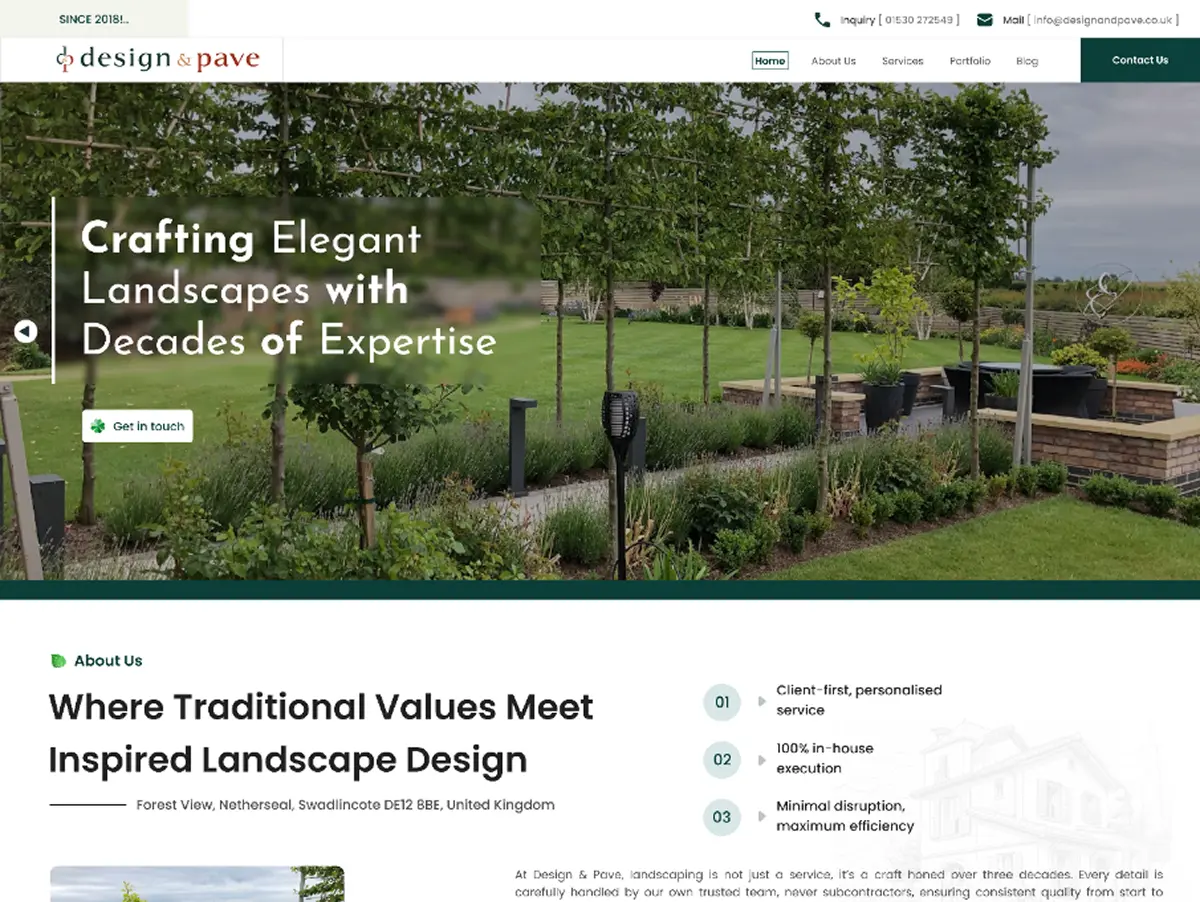 SINCE 2018!..
Inquiry [ 01530 272549 ]
Mail [ info@designandpave.co.uk ]
dp design & pave
Home
About Us
Services
Portfolio
Blog
Contact Us
Crafting Elegant
Landscapes with
Decades of Expertise
Get in touch
About Us
Where Traditional Values Meet
Inspired Landscape Design
Forest View, Netherseal, Swadlincote DE12 8BE, United Kingdom
01
Client-first, personalised
service
02
100% in-house
execution
03
Minimal disruption,
maximum efficiency
At Design & Pave, landscaping is not just a service, it's a craft honed over three decades. Every detail is
carefully handled by our own trusted team, never subcontractors, ensuring consistent quality from start to